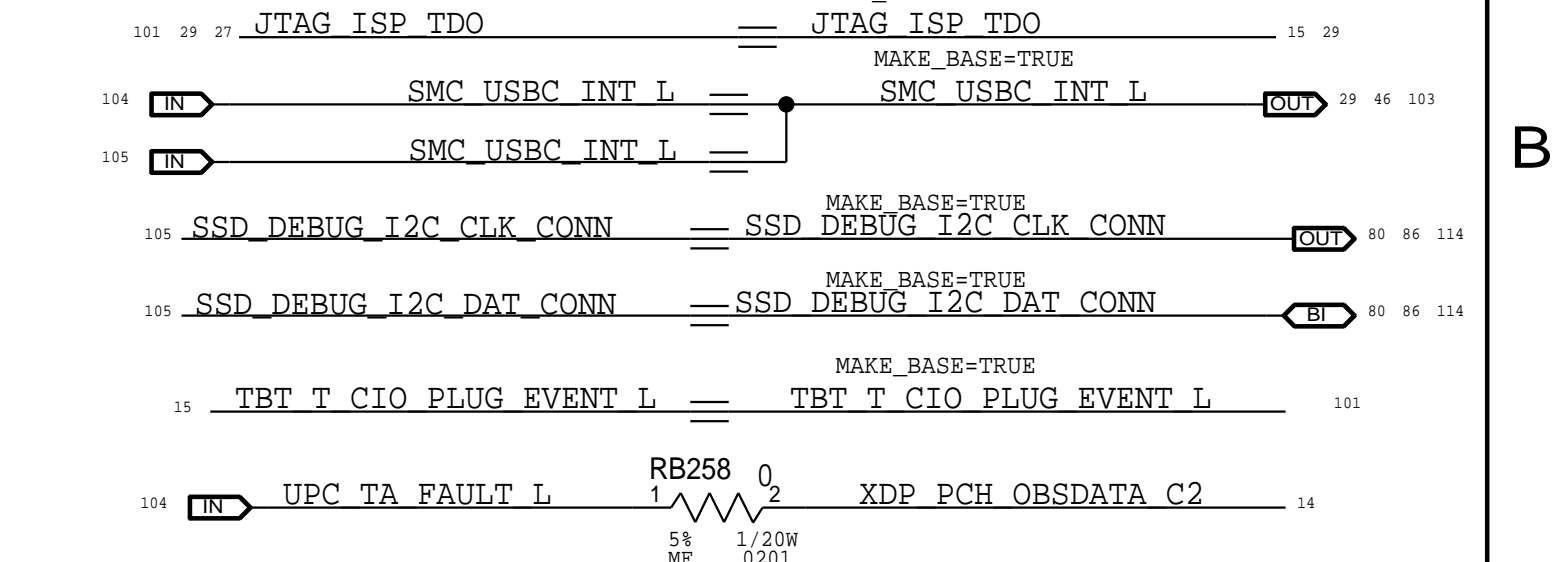 101 29 27 JTAG_ISP_TDO JTAG_ISP_TDO 15 29
MAKE_BASE=TRUE
104 IN SMC_USBC_INT_L SMC_USBC_INT_L OUT 29 46 103
105 IN SMC_USBC_INT_L
B
MAKE_BASE=TRUE
105 SSD_DEBUG_I2C_CLK_CONN SSD_DEBUG_I2C_CLK_CONN OUT 80 86 114
MAKE_BASE=TRUE
105 SSD_DEBUG_I2C_DAT_CONN SSD_DEBUG_I2C_DAT_CONN BI 80 86 114
MAKE_BASE=TRUE
15 TBT_T_CIO_PLUG_EVENT_L TBT_T_CIO_PLUG_EVENT_L 101
RB258 0
104 IN UPC_TA_FAULT_L 1 2 XDP_PCH_OBSDATA_C2 14
5% 1/20W
MF 0201